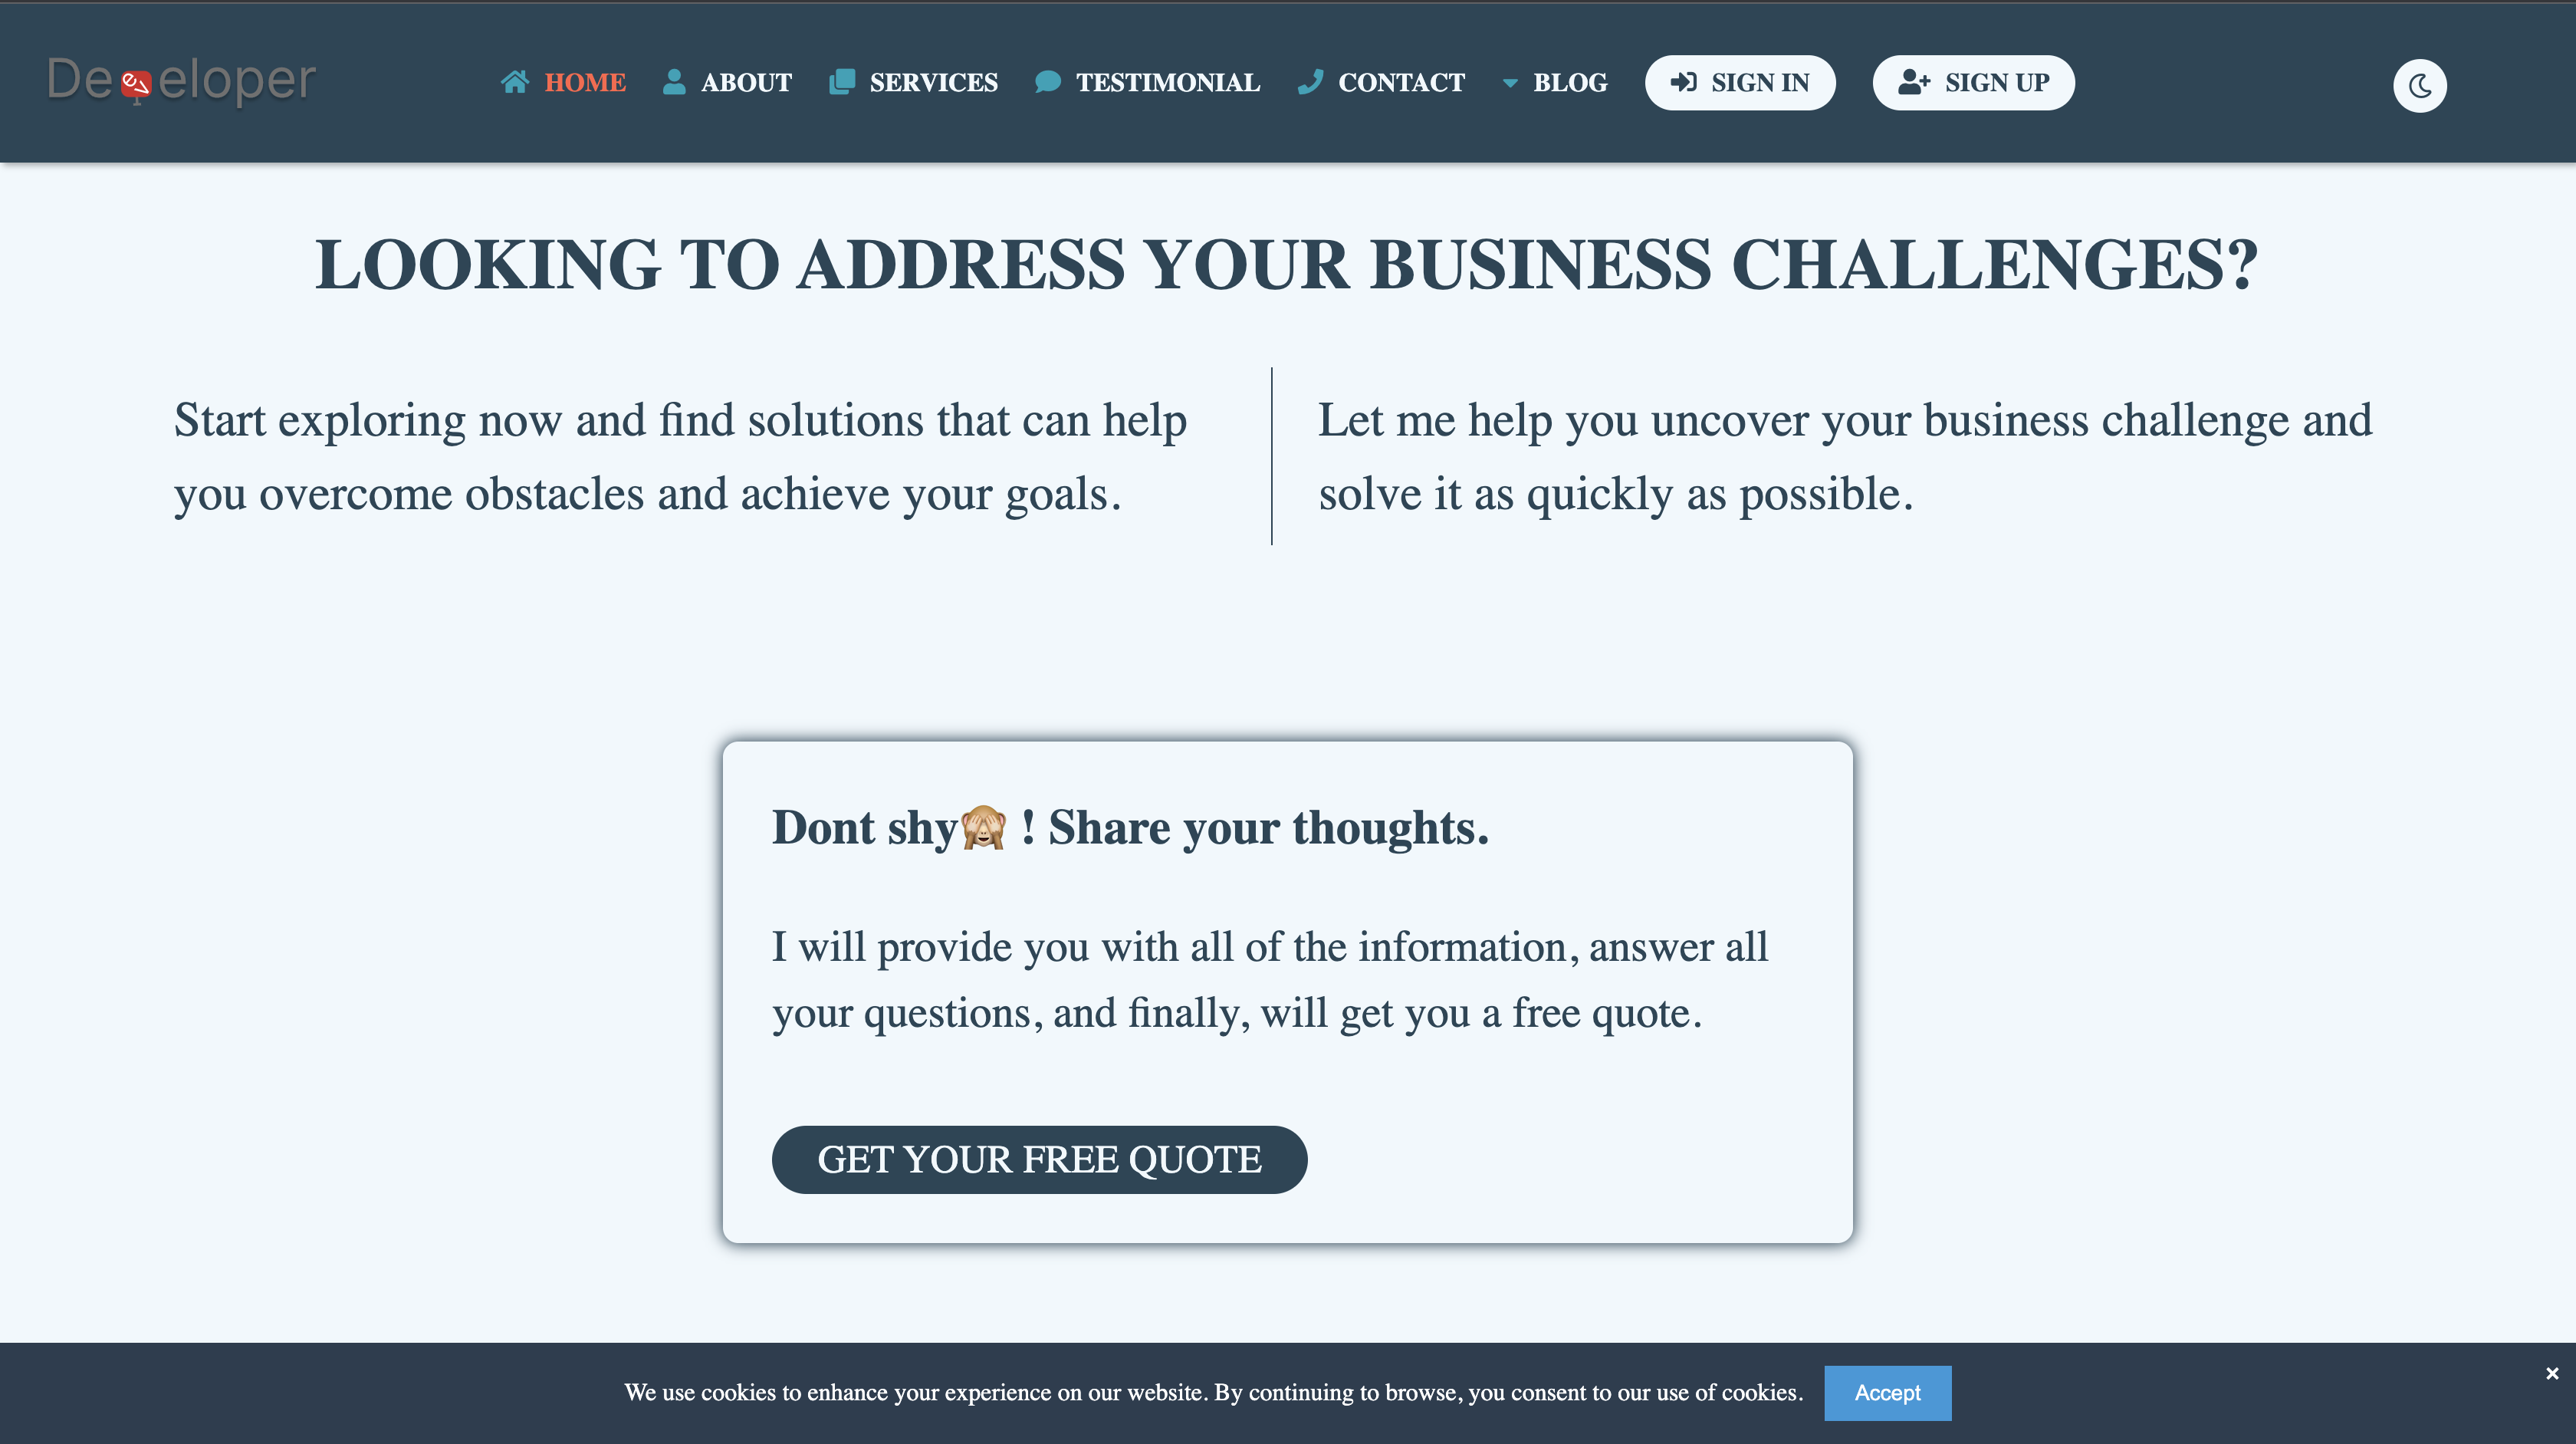 Developer
HOME ABOUT SERVICES TESTIMONIAL CONTACT BLOG SIGN IN SIGN UP
LOOKING TO ADDRESS YOUR BUSINESS CHALLENGES?
Start exploring now and find solutions that can help
you overcome obstacles and achieve your goals.
Let me help you uncover your business challenge and
solve it as quickly as possible.
Dont shy🙈 ! Share your thoughts.
I will provide you with all of the information, answer all
your questions, and finally, will get you a free quote.
GET YOUR FREE QUOTE
We use cookies to enhance your experience on our website. By continuing to browse, you consent to our use of cookies. Accept ×